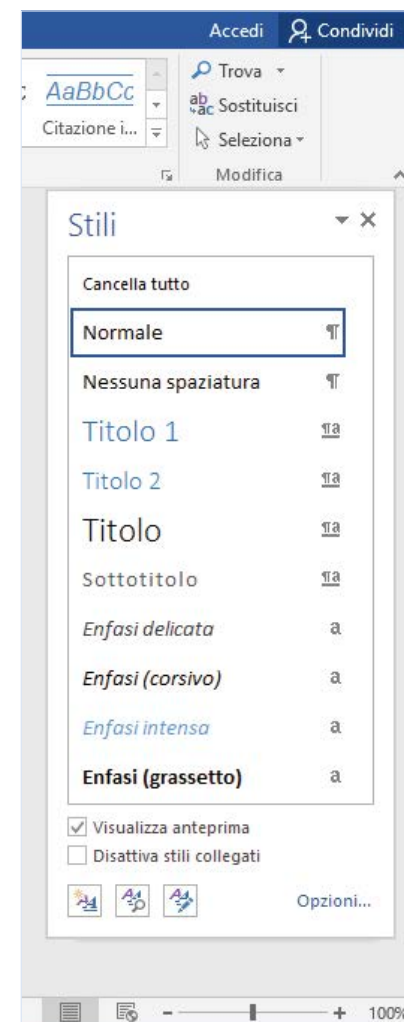 Accedi Condividi
AaBbCc
Citazione i...
Trova
Sostituisci
Seleziona
Modifica
Stili
Cancella tutto
Normale ¶
Nessuna spaziatura ¶
Titolo 1 ¶a
Titolo 2 ¶a
Titolo ¶a
Sottotitolo ¶a
Enfasi delicata a
Enfasi (corsivo) a
Enfasi intensa a
Enfasi (grassetto) a
Visualizza anteprima
Disattiva stili collegati
Opzioni...
- + 100%